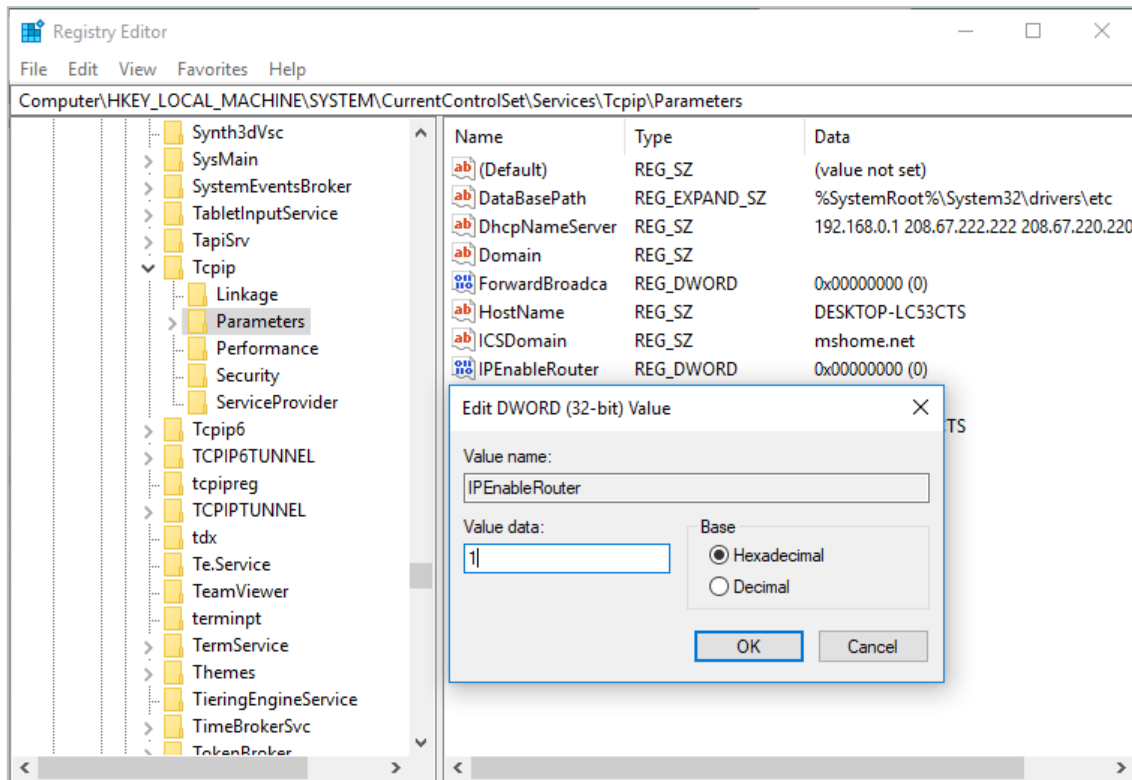 Registry Editor
File Edit View Favorites Help
Computer\HKEY_LOCAL_MACHINE\SYSTEM\CurrentControlSet\Services\Tcpip\Parameters
Synth3dVsc
SysMain
SystemEventsBroker
TabletInputService
TapiSrv
Tcpip
Linkage
Parameters
Performance
Security
ServiceProvider
Tcpip6
TCPIP6TUNNEL
tcpipreg
TCPIPTUNNEL
tdx
Te.Service
TeamViewer
terminpt
TermService
Themes
TieringEngineService
TimeBrokerSvc
TokenBroker
Name Type Data
(Default) REG_SZ (value not set)
DataBasePath REG_EXPAND_SZ %SystemRoot%\System32\drivers\etc
DhcpNameServer REG_SZ 192.168.0.1 208.67.222.222 208.67.220.220
Domain REG_SZ
ForwardBroadca REG_DWORD 0x00000000 (0)
HostName REG_SZ DESKTOP-LC53CTS
ICSDomain REG_SZ mshome.net
IPEnableRouter REG_DWORD 0x00000000 (0)
TS
Edit DWORD (32-bit) Value
Value name:
IPEnableRouter
Value data:
1
Base
Hexadecimal
Decimal
OK Cancel